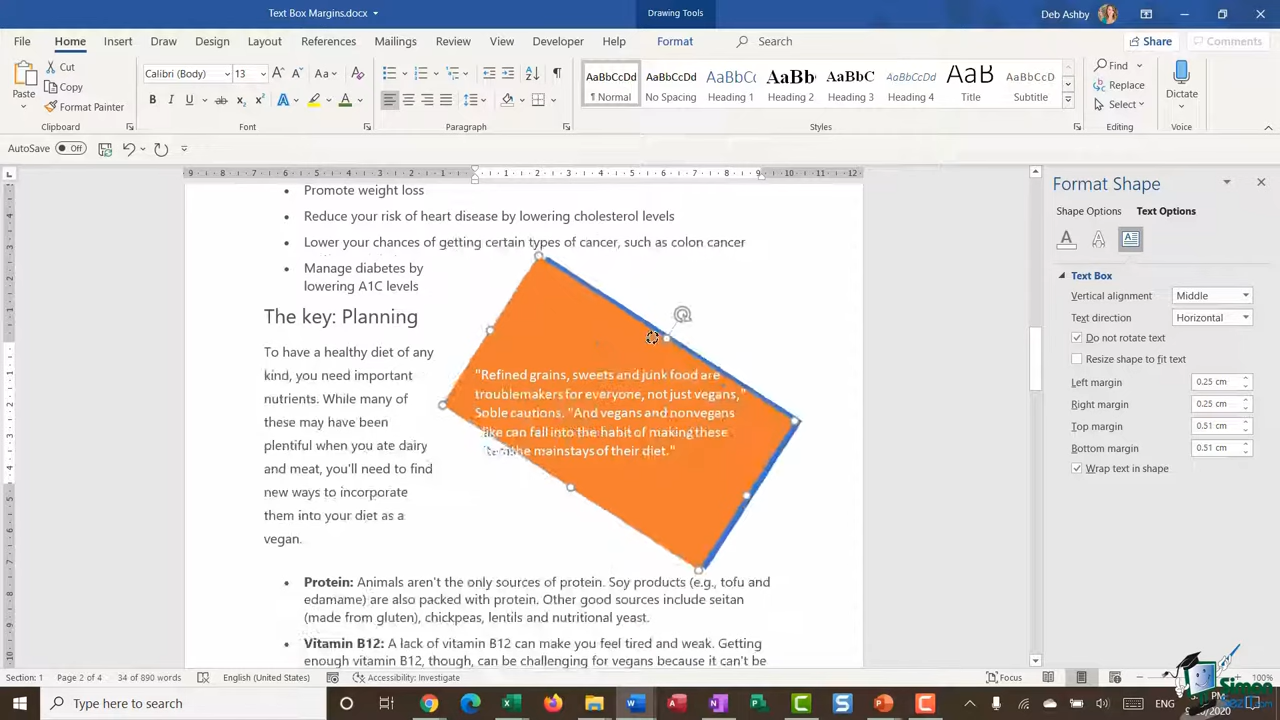 Text Box Margins.docx
Drawing Tools
Deb Ashby
File Home Insert Draw Design Layout References Mailings Review View Developer Help Format Search Share Comments
Paste
Cut
Copy
Format Painter
Clipboard
Calibri (Body) 13
Font
Paragraph
AaBbCcDd AaBbCcDd AaBbCc AaBb AaBbC AaBbCcDd AaB AaBbCcDd
¶ Normal No Spacing Heading 1 Heading 2 Heading 3 Heading 4 Title Subtitle
Styles
Find
Replace
Select
Editing
Dictate
Voice
AutoSave Off
Promote weight loss
Reduce your risk of heart disease by lowering cholesterol levels
Lower your chances of getting certain types of cancer, such as colon cancer
Manage diabetes by
lowering A1C levels
The key: Planning
To have a healthy diet of any
kind, you need important
nutrients. While many of
these may have been
plentiful when you ate dairy
and meat, you'll need to find
new ways to incorporate
them into your diet as a
vegan.
"Refined grains, sweets and junk food are
troublemakers for everyone, not just vegans,"
Soble cautions. "And vegans and nonvegans
alike can fall into the habit of making these
the mainstays of their diet."
Protein: Animals aren't the only sources of protein. Soy products (e.g., tofu and
edamame) are also packed with protein. Other good sources include seitan
(made from gluten), chickpeas, lentils and nutritional yeast.
Vitamin B12: A lack of vitamin B12 can make you feel tired and weak. Getting
enough vitamin B12, though, can be challenging for vegans because it can't be
Format Shape
Shape Options Text Options
Text Box
Vertical alignment Middle
Text direction Horizontal
Do not rotate text
Resize shape to fit text
Left margin 0.25 cm
Right margin 0.25 cm
Top margin 0.51 cm
Bottom margin 0.51 cm
Wrap text in shape
Section: 1 Page 2 of 4 34 of 890 words English (United States) Accessibility: Investigate Focus 100%
Type here to search
ENG
PM
2020
Simon